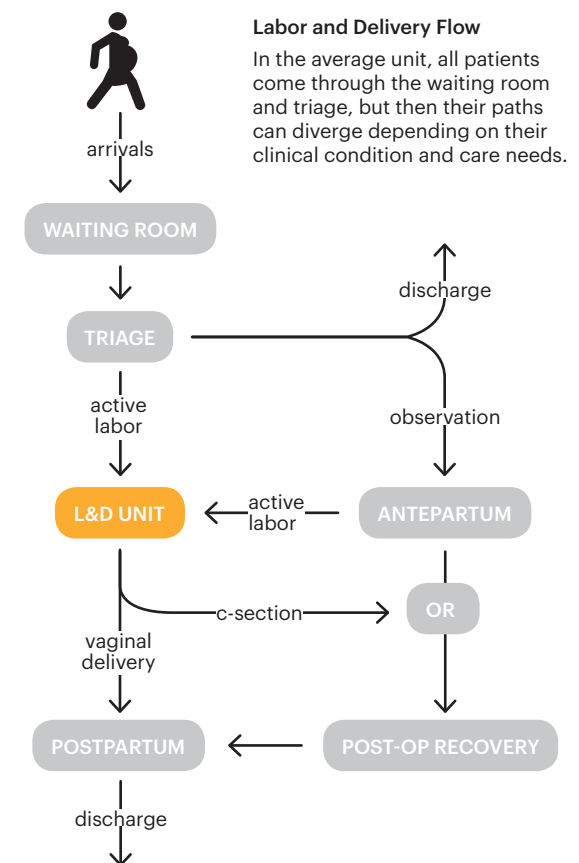 Labor and Delivery Flow
In the average unit, all patients
come through the waiting room
and triage, but then their paths
can diverge depending on their
clinical condition and care needs.
arrivals
WAITING ROOM
discharge
TRIAGE
active
labor
observation
L&D UNIT
active
labor
ANTEPARTUM
c-section
OR
vaginal
delivery
POSTPARTUM
POST-OP RECOVERY
discharge